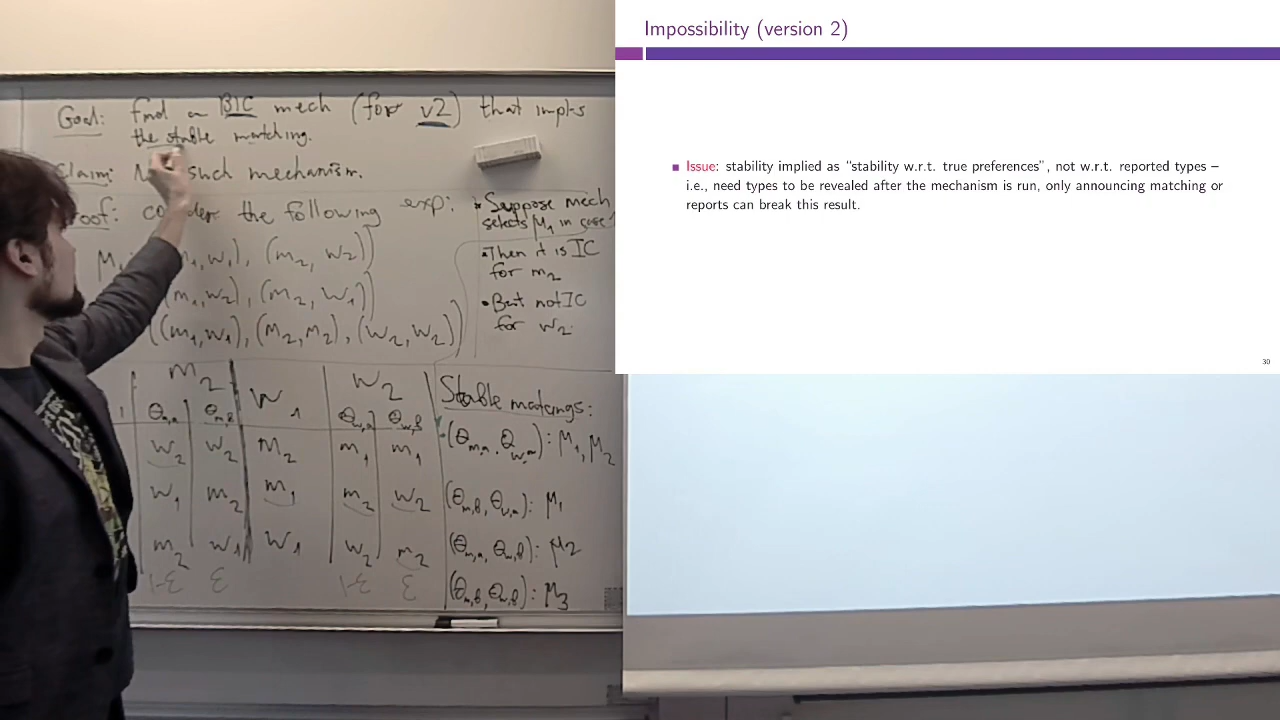 Goal: find a BIC mech (for v2) that impl-s
the stable matching.
Claim: such mechanism.
the following exp:
(m2, w2))
m1, w2), (m2, w1))
((m1, w1), (m2, m2), (w2, w2))
• Suppose mech
selects μ1 in case
• Then it is IC
for m2
• But not IC
for w2.
m2 w1 w2
θm,a θm,b θw,a θw,b
w2 w2 m2 m1 m1
w1 m2 m1 m2 w2
m2 w1 w1 w2 m2
1-ε ε 1-ε ε
Stable matchings:
(θm,a, θw,a): μ1, μ2
(θm,b, θw,a): μ1
(θm,a, θw,b): μ2
(θm,b, θw,b): μ3
Impossibility (version 2)
Issue: stability implied as “stability w.r.t. true preferences”, not w.r.t. reported types –
i.e., need types to be revealed after the mechanism is run, only announcing matching or
reports can break this result.
30